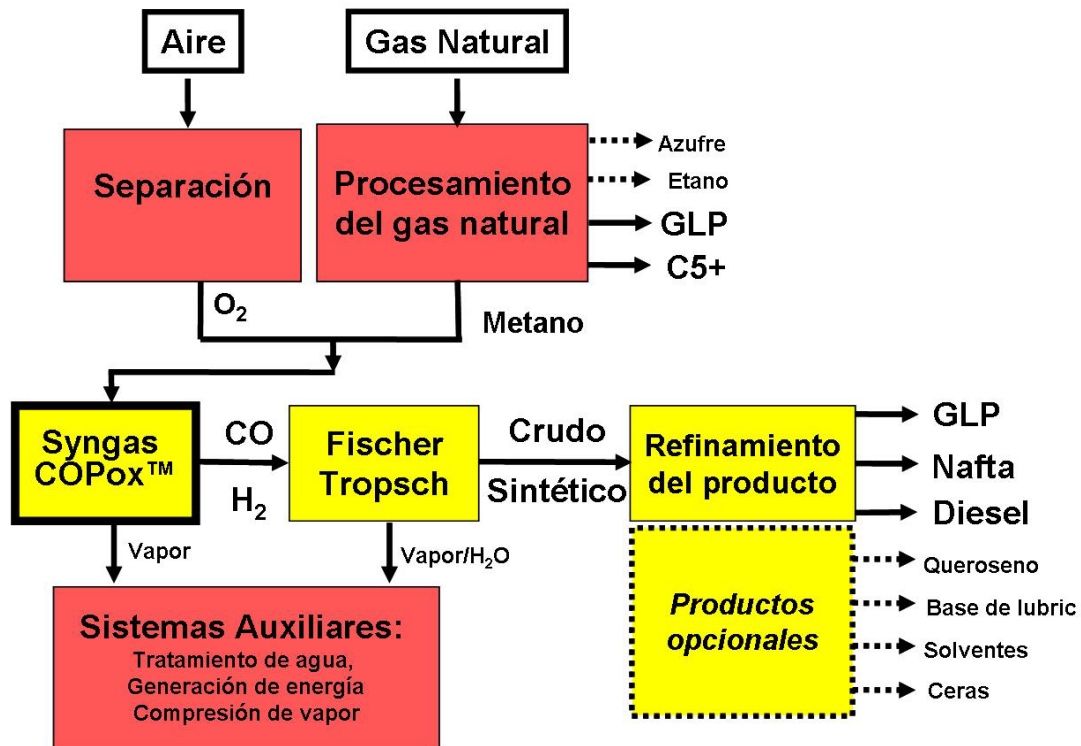 Aire
Gas Natural
Separación
Procesamiento
del gas natural
Azufre
Etano
GLP
C5+
O₂
Metano
Syngas
COPox™
CO
H₂
Fischer
Tropsch
Crudo
Sintético
Refinamiento
del producto
GLP
Nafta
Diesel
Vapor
Vapor/H₂O
Sistemas Auxiliares:
Tratamiento de agua,
Generación de energía
Compresión de vapor
Productos
opcionales
Queroseno
Base de lubric
Solventes
Ceras